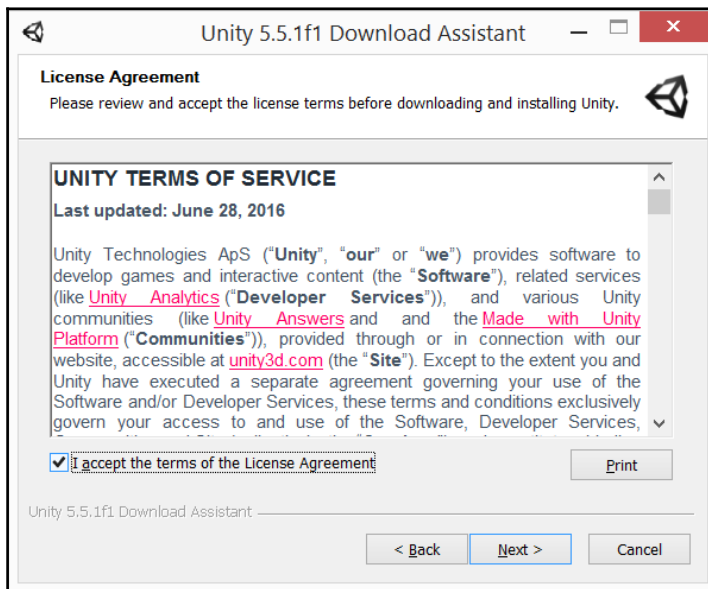 Unity 5.5.1f1 Download Assistant
License Agreement
Please review and accept the license terms before downloading and installing Unity.
UNITY TERMS OF SERVICE
Last updated: June 28, 2016
Unity Technologies ApS (“Unity”, “our” or “we”) provides software to
develop games and interactive content (the “Software”), related services
(like Unity Analytics (“Developer Services”)), and various Unity
communities (like Unity Answers and and the Made with Unity
Platform (“Communities”)), provided through or in connection with our
website, accessible at unity3d.com (the “Site”). Except to the extent you and
Unity have executed a separate agreement governing your use of the
Software and/or Developer Services, these terms and conditions exclusively
govern your access to and use of the Software, Developer Services,
I accept the terms of the License Agreement
Print
Unity 5.5.1f1 Download Assistant
< Back
Next >
Cancel